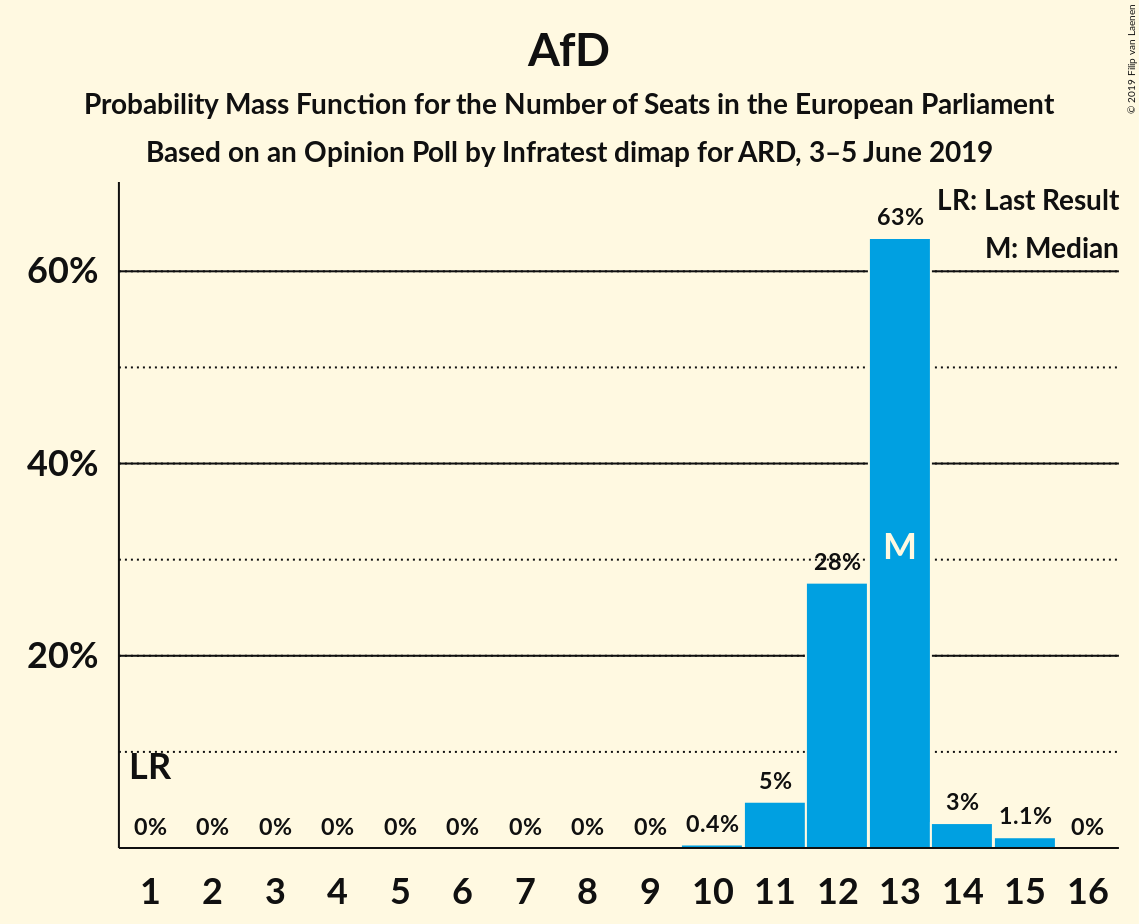 AfD
Probability Mass Function for the Number of Seats in the European Parliament
Based on an Opinion Poll by Infratest dimap for ARD, 3–5 June 2019
© 2019 Filip van Laenen
LR: Last Result
M: Median
60%
40%
20%
63%
28%
M
LR
5%
3%
1.1%
0.4%
0% 0% 0% 0% 0% 0% 0% 0% 0% 0%
1 2 3 4 5 6 7 8 9 10 11 12 13 14 15 16